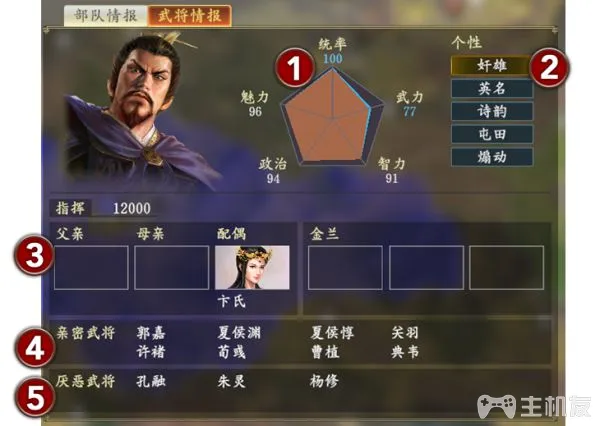 部队情报 武将情报
1 统率 个性
100 奸雄 2
魅力 武力 英名
96 77 诗韵
屯田
政治 智力 煽动
94 91
指挥 12000
父亲 母亲 配偶 金兰
3
卞氏
4 亲密武将 郭嘉 夏侯渊 夏侯惇 关羽
许褚 荀彧 曹植 典韦
5 厌恶武将 孔融 朱灵 杨修
主机友